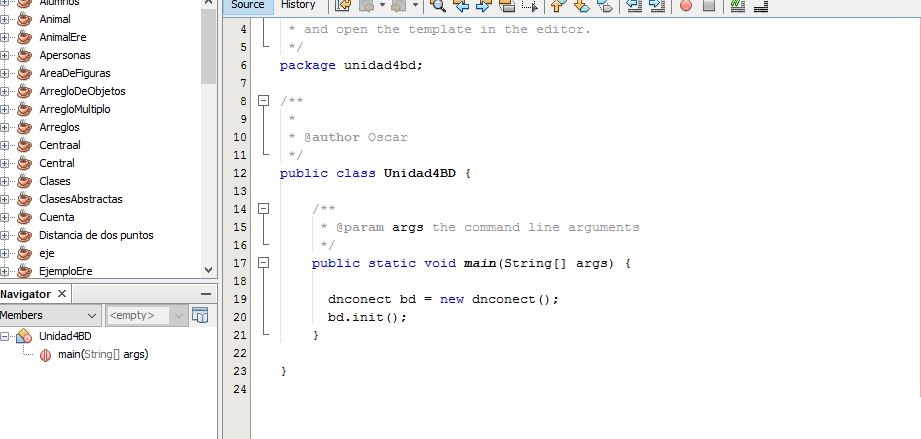 Alumnos
Animal
AnimalEre
Apersonas
AreaDeFiguras
ArregloDeObjetos
ArregloMultiplo
Arreglos
Centraal
Central
Clases
ClasesAbstractas
Cuenta
Distancia de dos puntos
eje
EjemploEre
Navigator
Members
<empty>
Unidad4BD
main(String[] args)
Source History
4 * and open the template in the editor.
5 */
6 package unidad4bd;
7
8 /**
9 *
10 * @author Oscar
11 */
12 public class Unidad4BD {
13
14 /**
15 * @param args the command line arguments
16 */
17 public static void main(String[] args) {
18
19 dnconect bd = new dnconect();
20 bd.init();
21 }
22
23 }
24